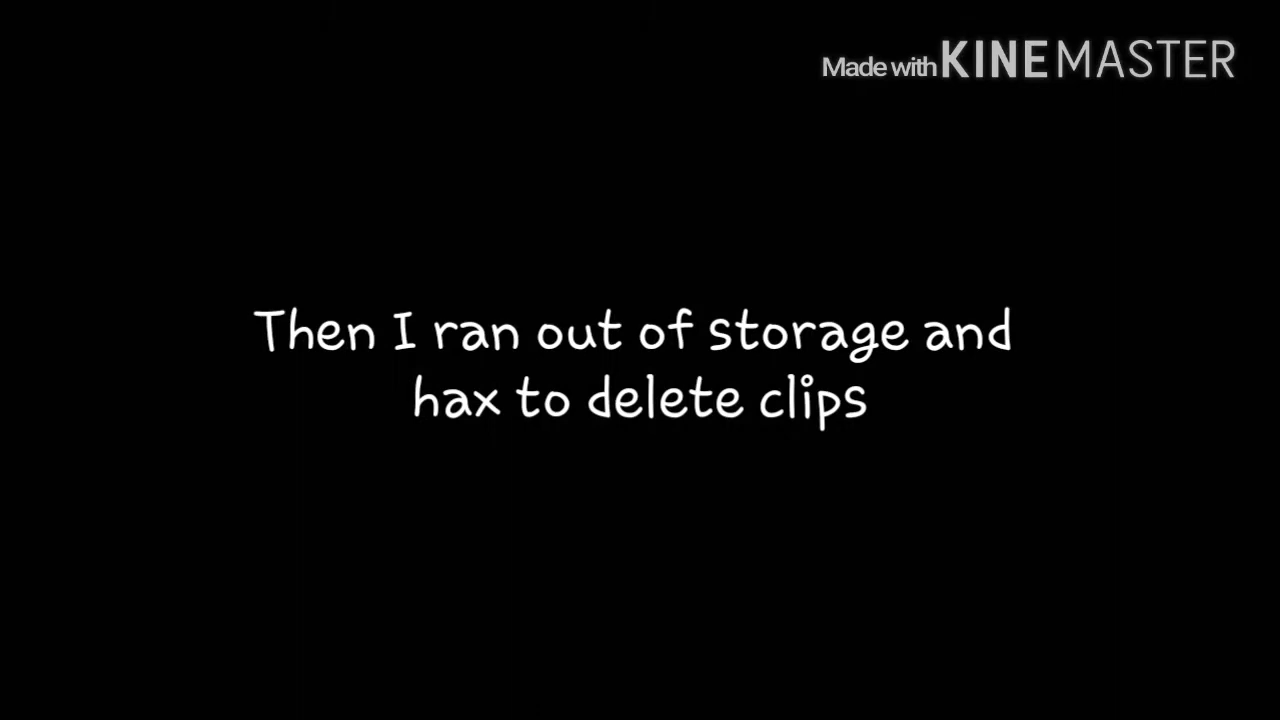 Made with KINEMASTER
Then I ran out of storage and
hax to delete clips